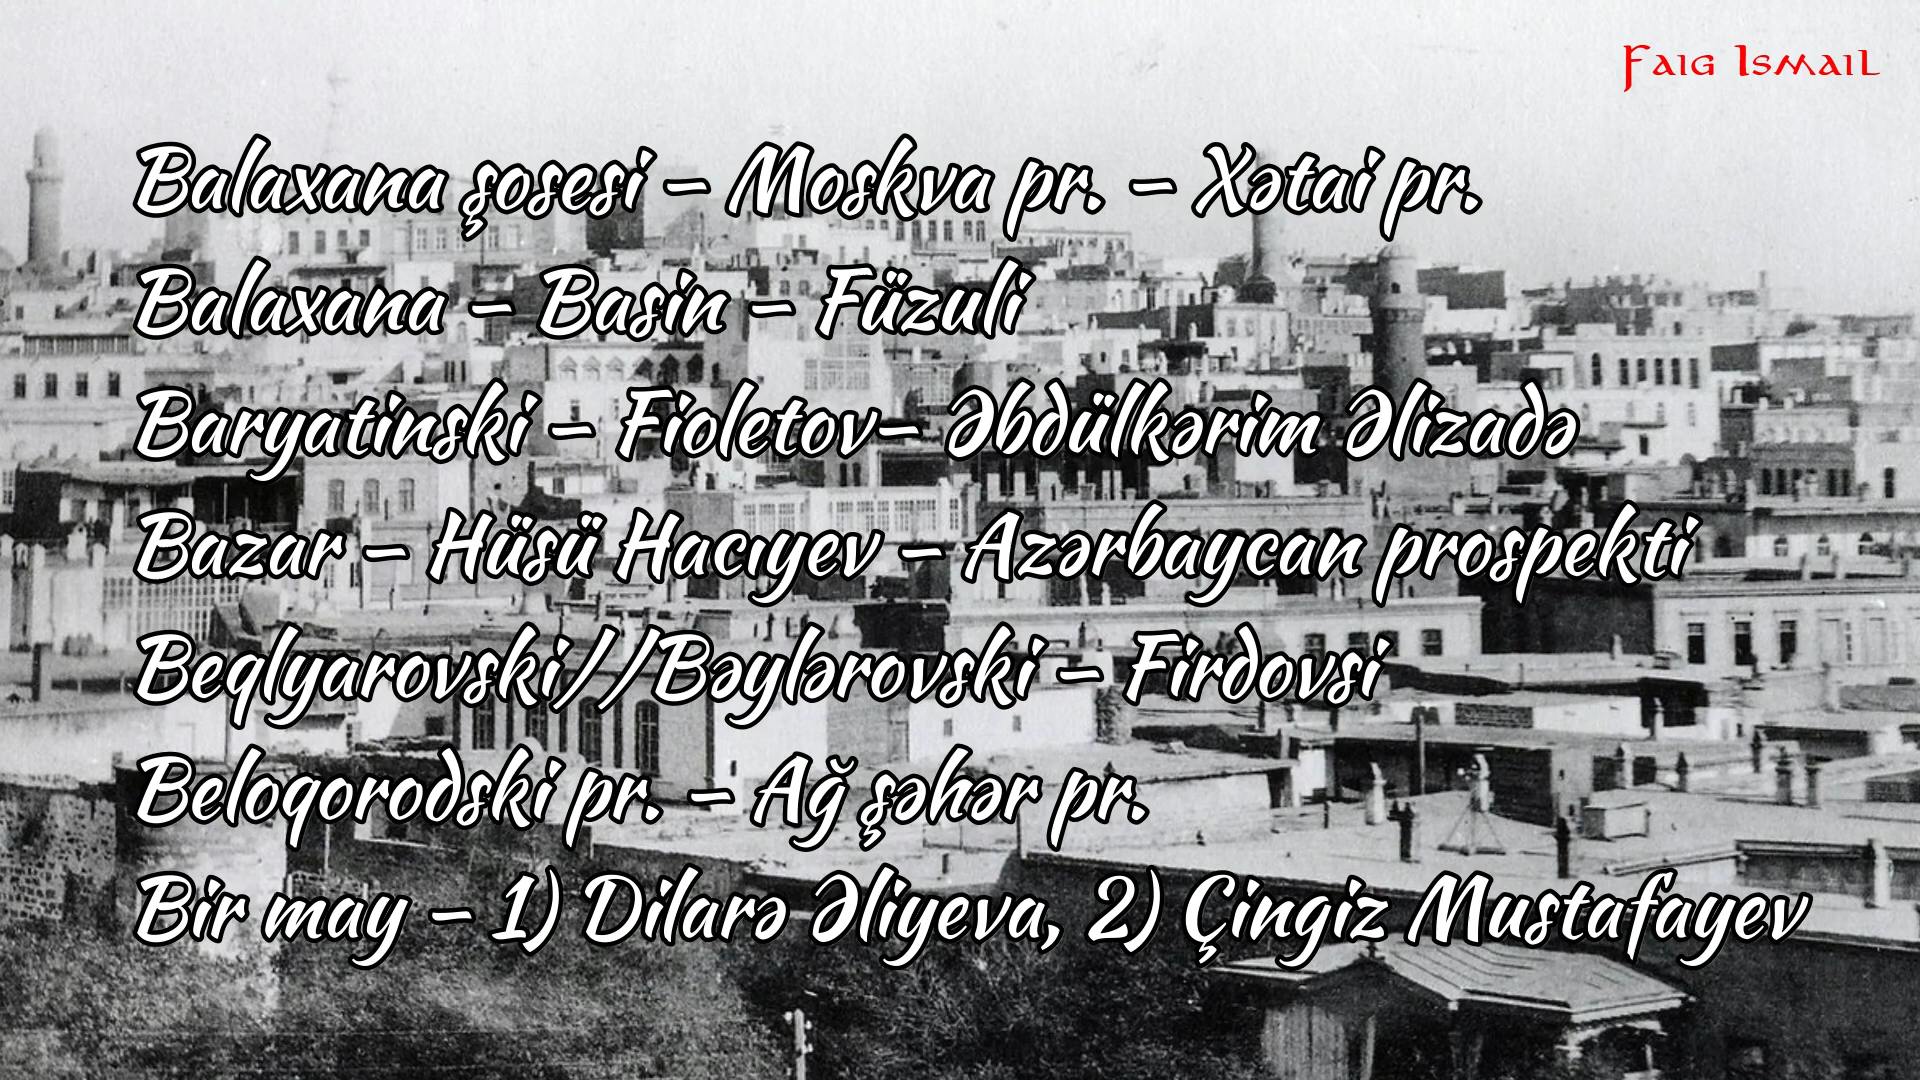 Faig Ismail
Balaxana şosesi – Moskva pr. – Xətai pr.
Balaxana – Basin – Füzuli
Baryatinski – Fioletov– Əbdülkərim Əlizadə
Bazar – Hüsü Hacıyev – Azərbaycan prospekti
Beqlyarovski//Bəylərovski – Firdovsi
Beloqorodski pr. – Ağ şəhər pr.
Bir may – 1) Dilarə Əliyeva, 2) Çingiz Mustafayev